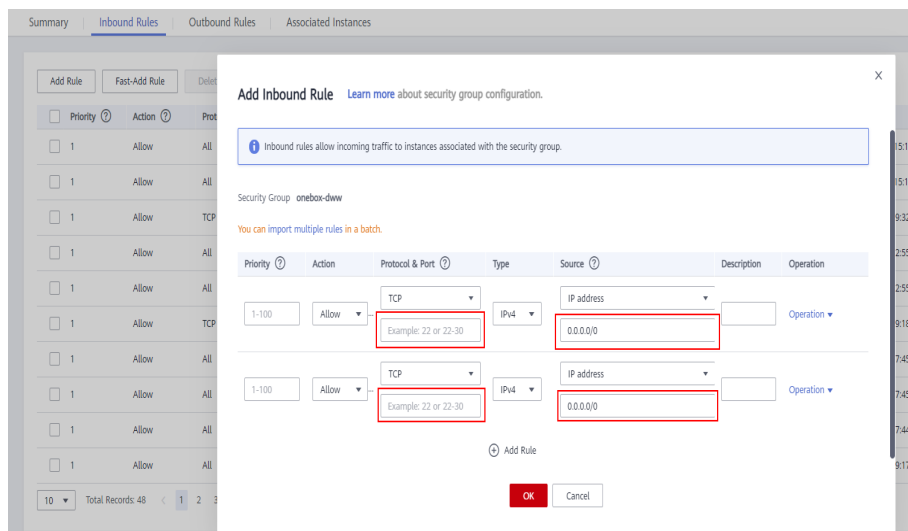 Summary Inbound Rules Outbound Rules Associated Instances
Add Rule Fast-Add Rule
Add Inbound Rule Learn more about security group configuration.
Priority Action
Inbound rules allow incoming traffic to instances associated with the security group.
1 Allow All
1 Allow All
Security Group onebox-dww
1 Allow TCP
You can import multiple rules in a batch.
1 Allow All
Priority Action Protocol & Port Type Source Description Operation
1 Allow All
TCP IP address
1-100 Allow IPv4 Operation
1 Allow TCP
Example: 22 or 22-30 0.0.0.0/0
1 Allow All
TCP IP address
1 Allow All
1-100 Allow IPv4 Operation
Example: 22 or 22-30 0.0.0.0/0
1 Allow All
Add Rule
1 Allow All
10 Total Records: 48 1 2 3
OK Cancel